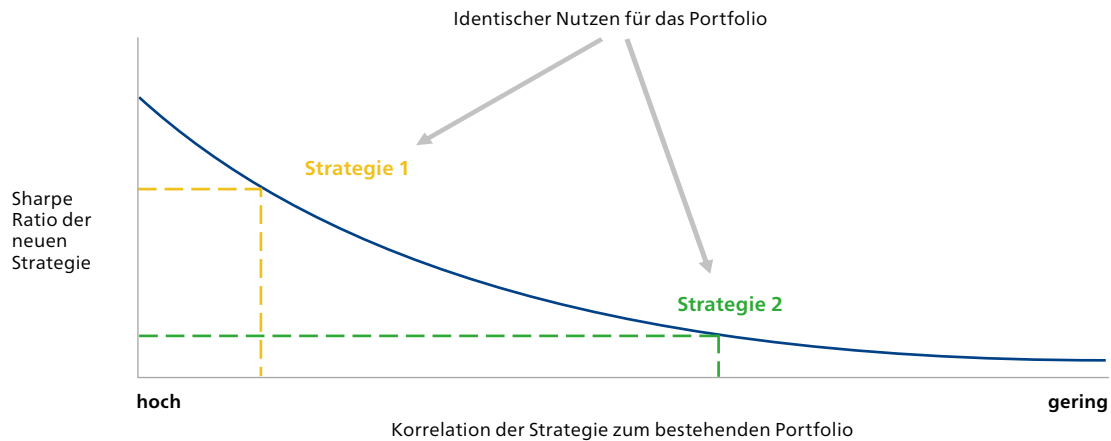 Identischer Nutzen für das Portfolio
Strategie 1
Sharpe
Ratio der
neuen
Strategie
Strategie 2
hoch
gering
Korrelation der Strategie zum bestehenden Portfolio